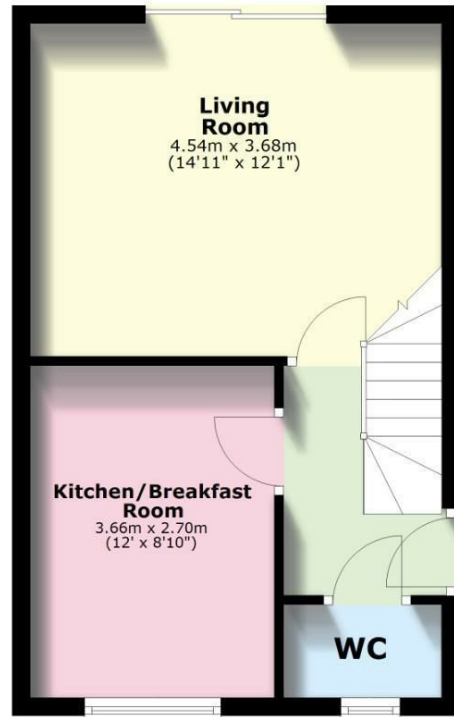 Living
Room
4.54m x 3.68m
(14'11" x 12'1")
Kitchen/Breakfast
Room
3.66m x 2.70m
(12' x 8'10")
WC